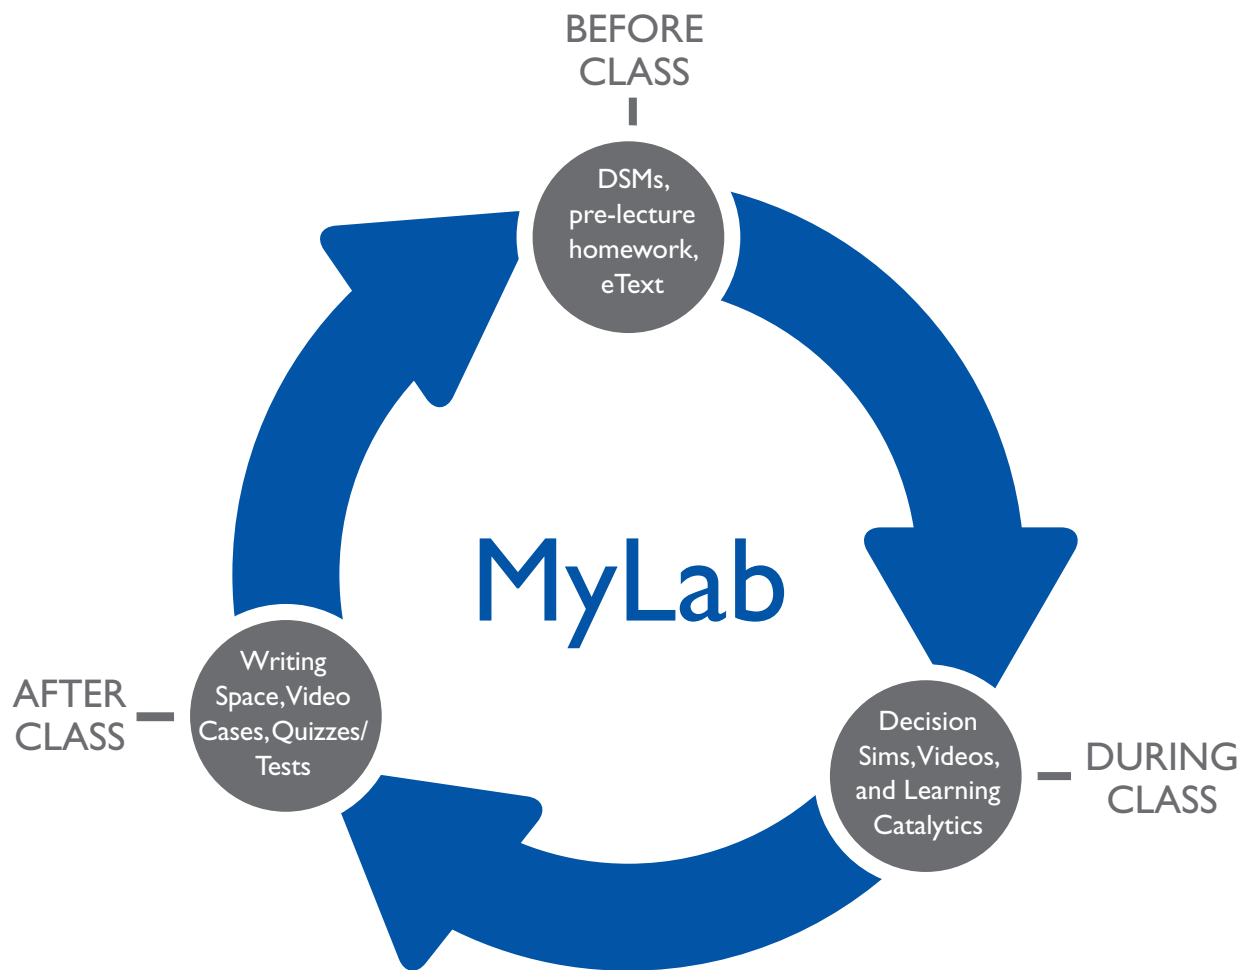 BEFORE
CLASS
DSMs,
pre-lecture
homework,
eText
MyLab
AFTER
CLASS
Writing
Space, Video
Cases, Quizzes/
Tests
Decision
Sims, Videos,
and Learning
Catalytics
DURING
CLASS